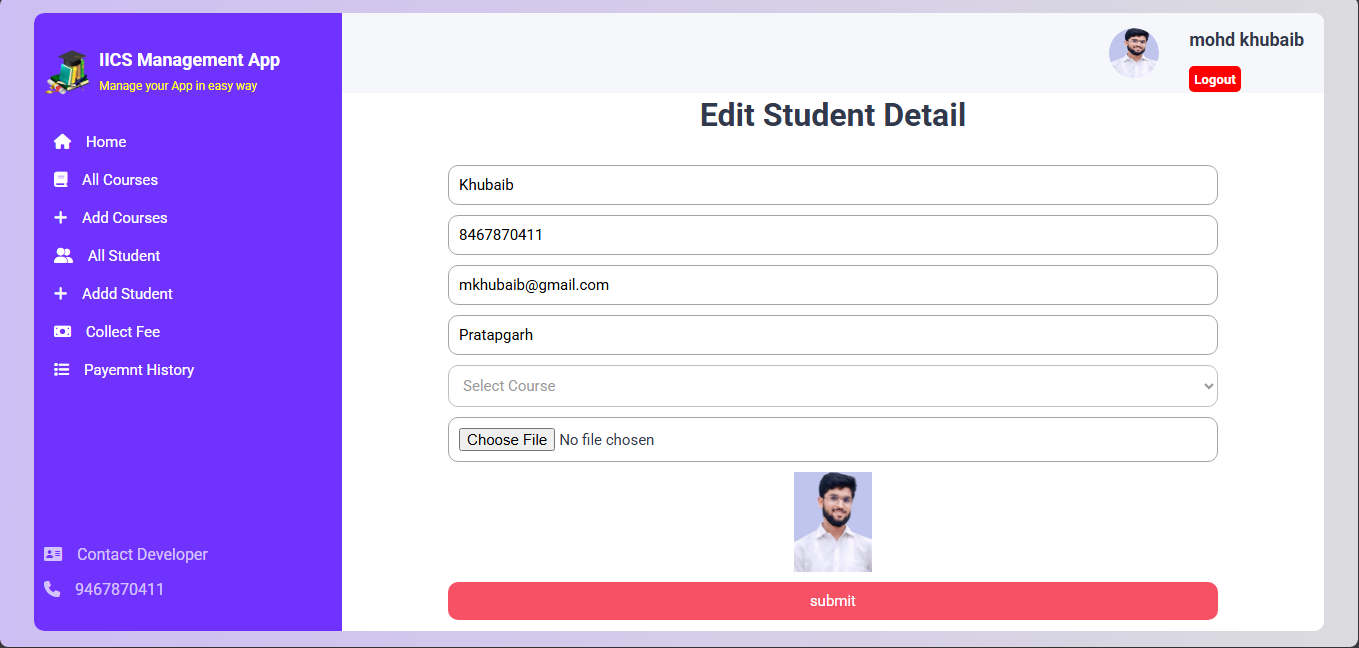 IICS Management App
Manage your App in easy way
Home
All Courses
Add Courses
All Student
Addd Student
Collect Fee
Payemnt History
Contact Developer
9467870411
mohd khubaib
Logout
Edit Student Detail
Khubaib
8467870411
mkhubaib@gmail.com
Pratapgarh
Select Course
Choose File No file chosen
submit